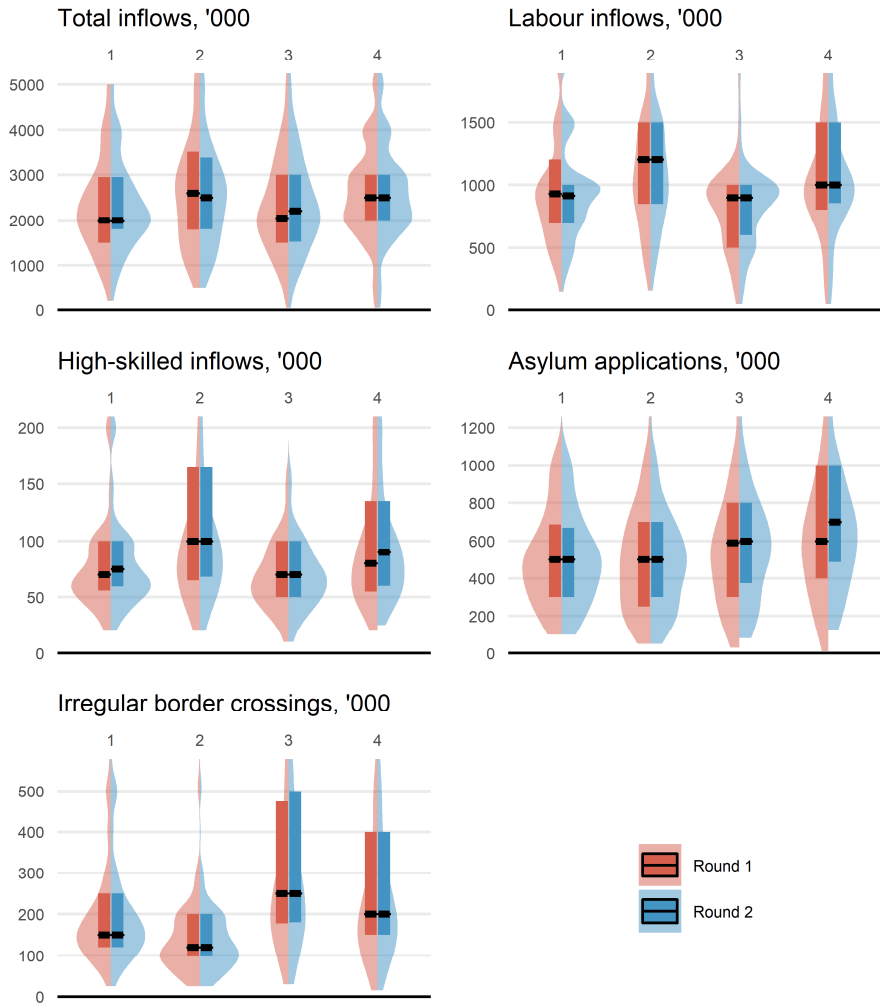 Total inflows, '000
1 2 3 4
5000
4000
3000
2000
1000
0
Labour inflows, '000
1 2 3 4
1500
1000
500
0
High-skilled inflows, '000
1 2 3 4
200
150
100
50
0
Asylum applications, '000
1 2 3 4
1200
1000
800
600
400
200
0
Irregular border crossings, '000
1 2 3 4
500
400
300
200
100
0
Round 1
Round 2